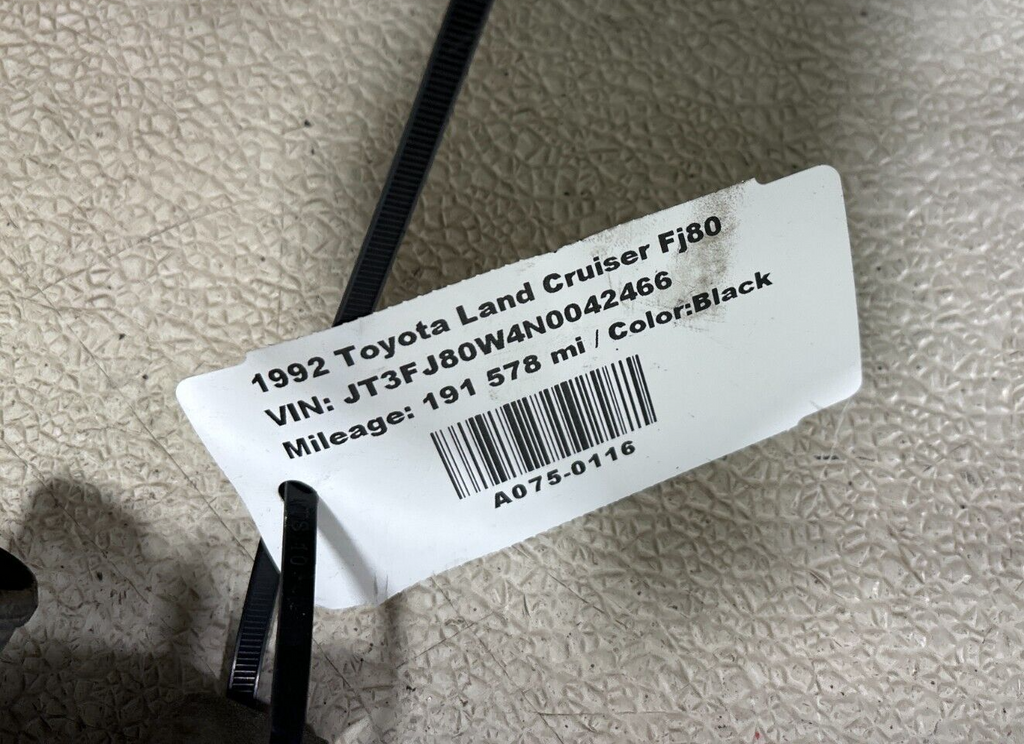 1992 Toyota Land Cruiser Fj80
VIN: JT3FJ80W4N0042466
Mileage: 191 578 mi / Color:Black
A075-0116